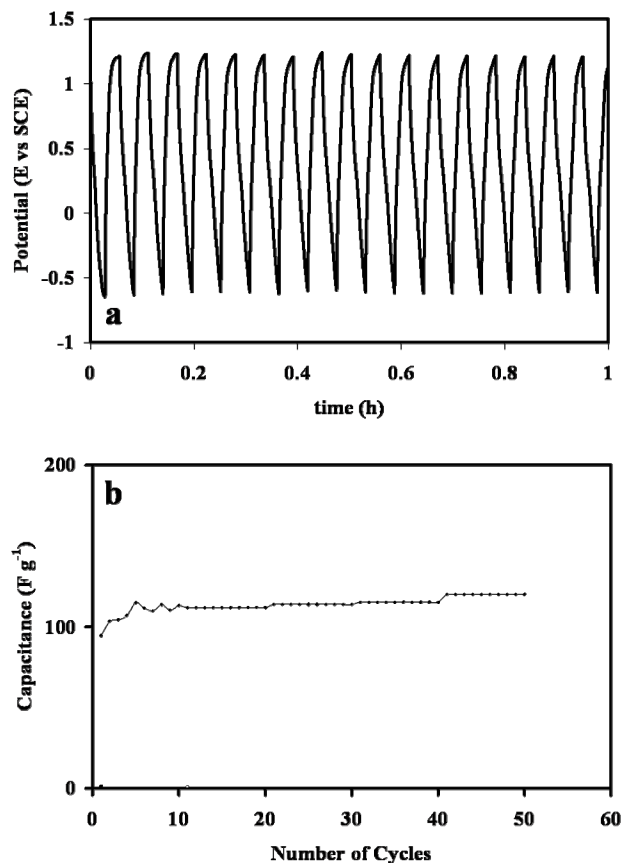 1.5
1
0.5
0
-0.5
-1
Potential (E vs SCE)
a
0 0.2 0.4 0.6 0.8 1
time (h)
200
100
0
Capacitance (F g⁻¹)
b
0 10 20 30 40 50 60
Number of Cycles